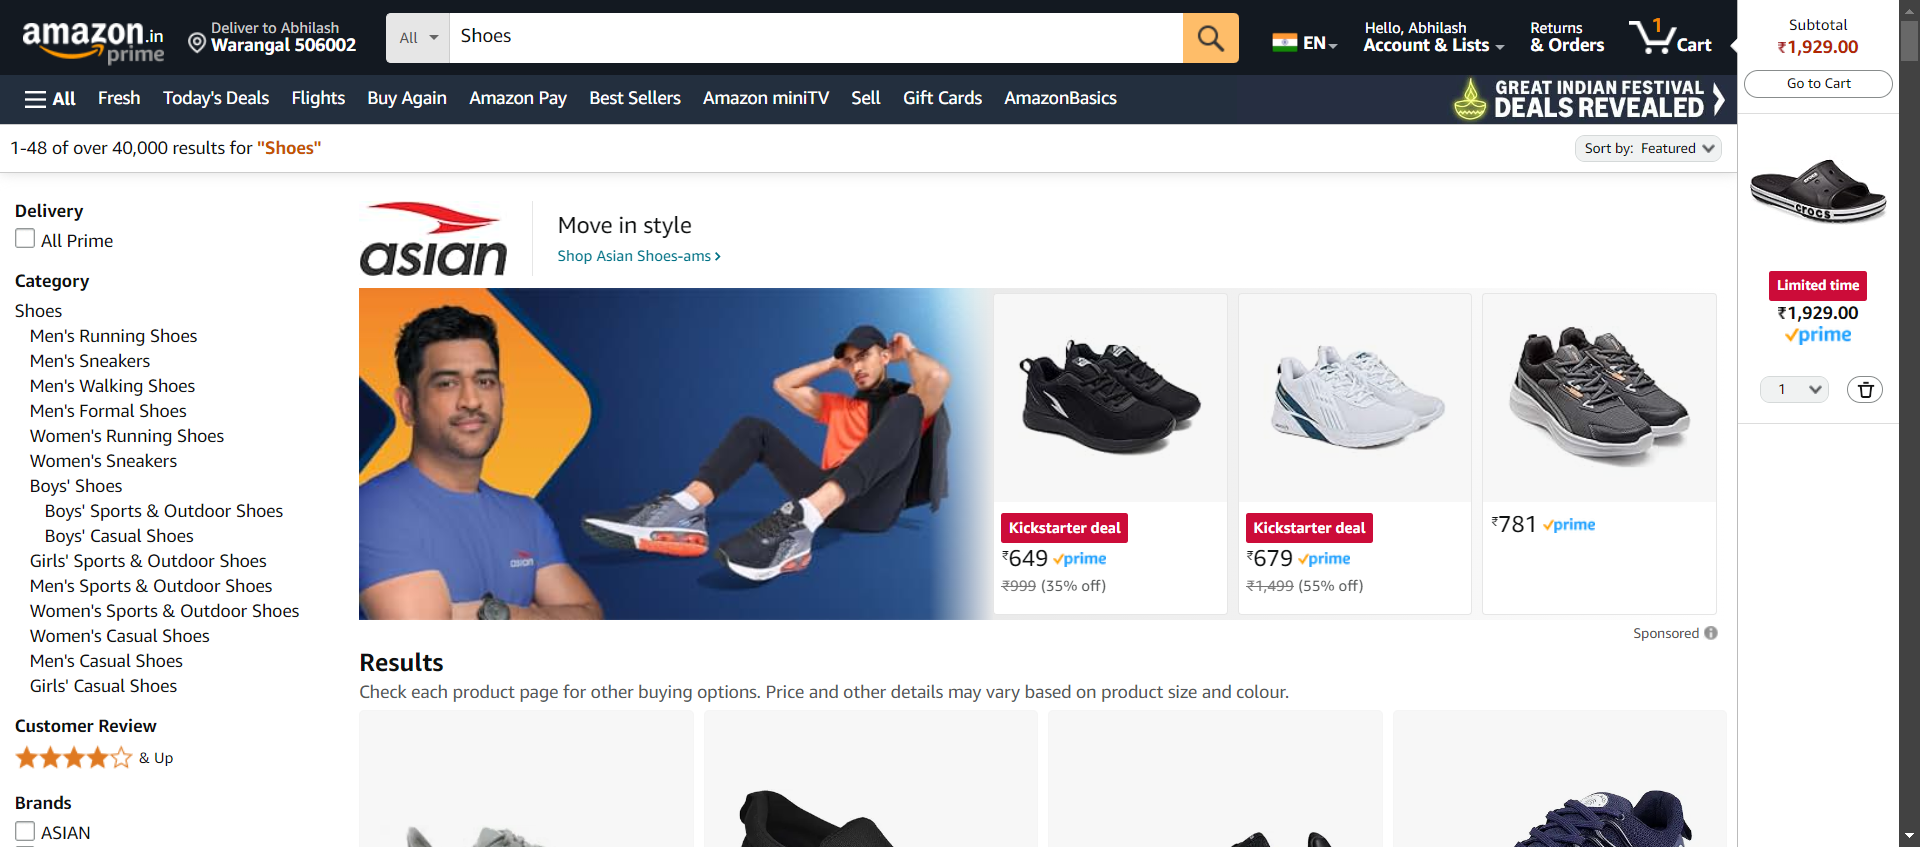 amazon.in
prime
Deliver to Abhilash
Warangal 506002
All
Shoes
EN
Hello, Abhilash
Account & Lists
Returns
& Orders
1
Cart
All
Fresh
Today's Deals
Flights
Buy Again
Amazon Pay
Best Sellers
Amazon miniTV
Sell
Gift Cards
AmazonBasics
GREAT INDIAN FESTIVAL
DEALS REVEALED
Subtotal
₹1,929.00
Go to Cart
crocs
Limited time
₹1,929.00
prime
1
1-48 of over 40,000 results for "Shoes"
Sort by: Featured
Delivery
All Prime
Category
Shoes
Men's Running Shoes
Men's Sneakers
Men's Walking Shoes
Men's Formal Shoes
Women's Running Shoes
Women's Sneakers
Boys' Shoes
Boys' Sports & Outdoor Shoes
Boys' Casual Shoes
Girls' Sports & Outdoor Shoes
Men's Sports & Outdoor Shoes
Women's Sports & Outdoor Shoes
Women's Casual Shoes
Men's Casual Shoes
Girls' Casual Shoes
Customer Review
& Up
Brands
ASIAN
asian
Move in style
Shop Asian Shoes-ams
asian
Kickstarter deal
₹649 prime
₹999 (35% off)
Kickstarter deal
₹679 prime
₹1,499 (55% off)
₹781 prime
Sponsored
Results
Check each product page for other buying options. Price and other details may vary based on product size and colour.